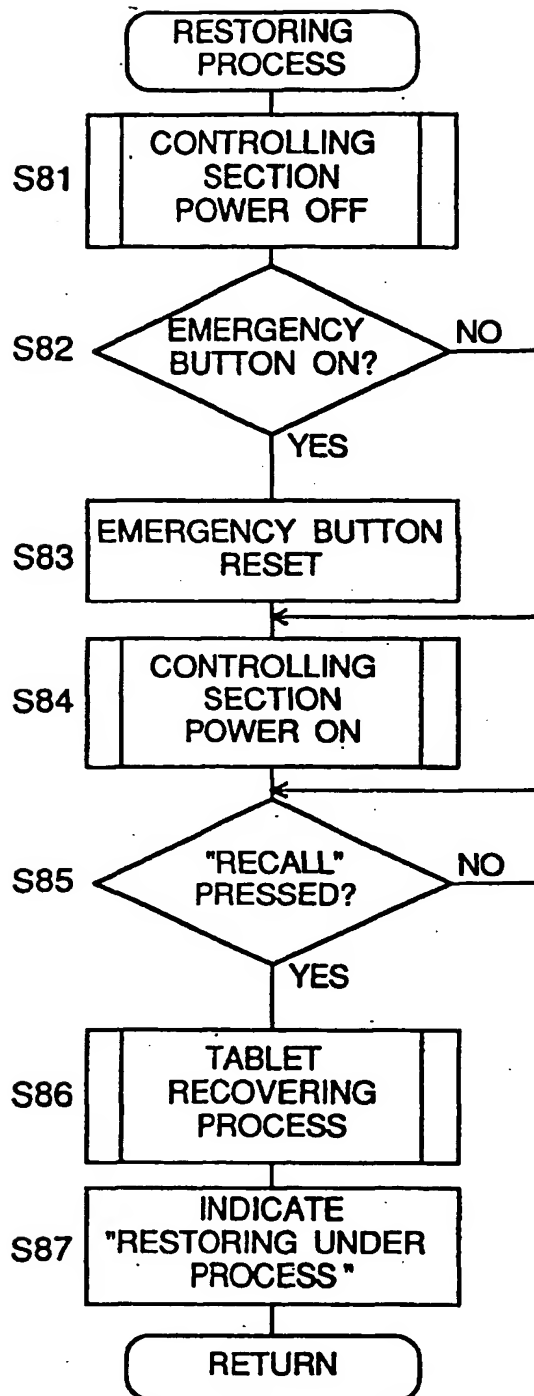 RESTORING
PROCESS
S81
CONTROLLING
SECTION
POWER OFF
S82
EMERGENCY
BUTTON ON?
NO
YES
S83
EMERGENCY BUTTON
RESET
S84
CONTROLLING
SECTION
POWER ON
S85
"RECALL"
PRESSED?
NO
YES
S86
TABLET
RECOVERING
PROCESS
S87
INDICATE
"RESTORING UNDER
PROCESS"
RETURN